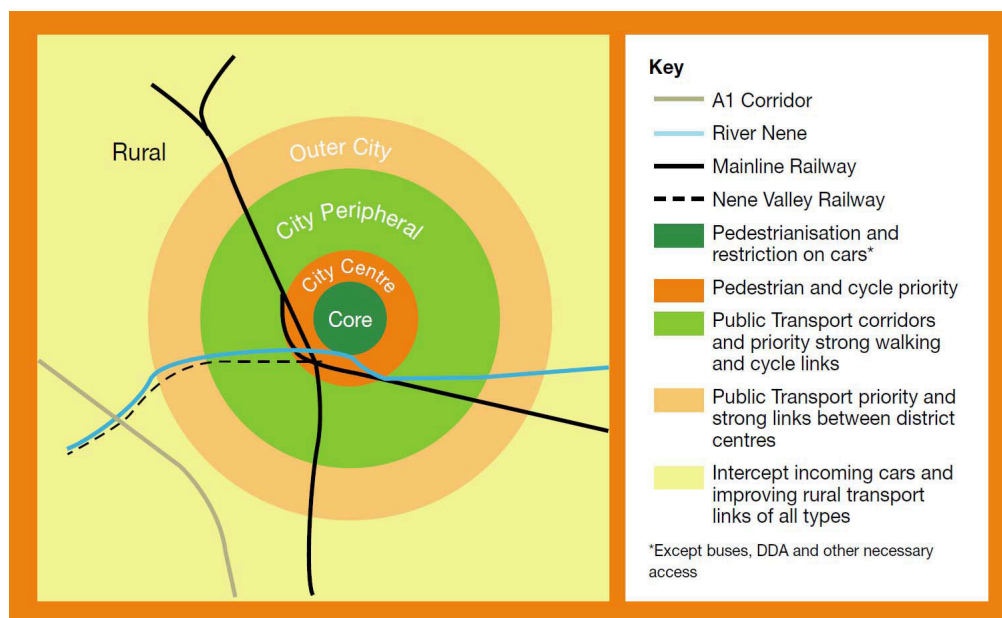 Rural
Outer City
City Peripheral
City Centre
Core
Key
A1 Corridor
River Nene
Mainline Railway
Nene Valley Railway
Pedestrianisation and
restriction on cars*
Pedestrian and cycle priority
Public Transport corridors
and priority strong walking
and cycle links
Public Transport priority and
strong links between district
centres
Intercept incoming cars and
improving rural transport
links of all types
*Except buses, DDA and other necessary
access